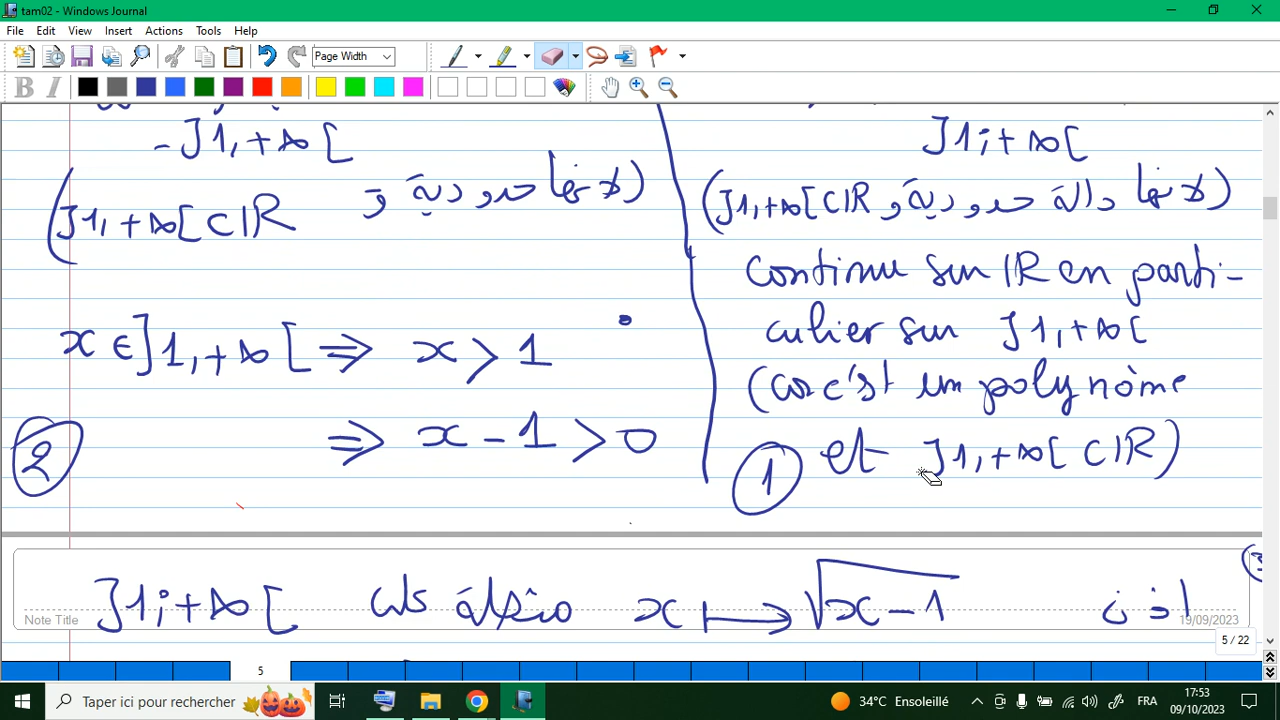 tam02 - Windows Journal
File Edit View Insert Actions Tools Help
Page Width
B I
- ]1,+∞[
(لأنها حدودية و
]1,+∞[⊂IR
x∈]1,+∞[ ⇒ x > 1
⇒ x - 1 > 0
2
]1;+∞[
(لأنها دالة حدودية و ]1,+∞[⊂IR)
continue sur IR en parti-
culier sur ]1,+∞[
(car c'est un polynôme
1 et ]1,+∞[ ⊂ IR)
إذن x ⟼ √x-1 متصلة على ]1;+∞[
Note Title 19/09/2023
5 / 22
5
Taper ici pour rechercher
34°C Ensoleillé
FRA
17:53
09/10/2023